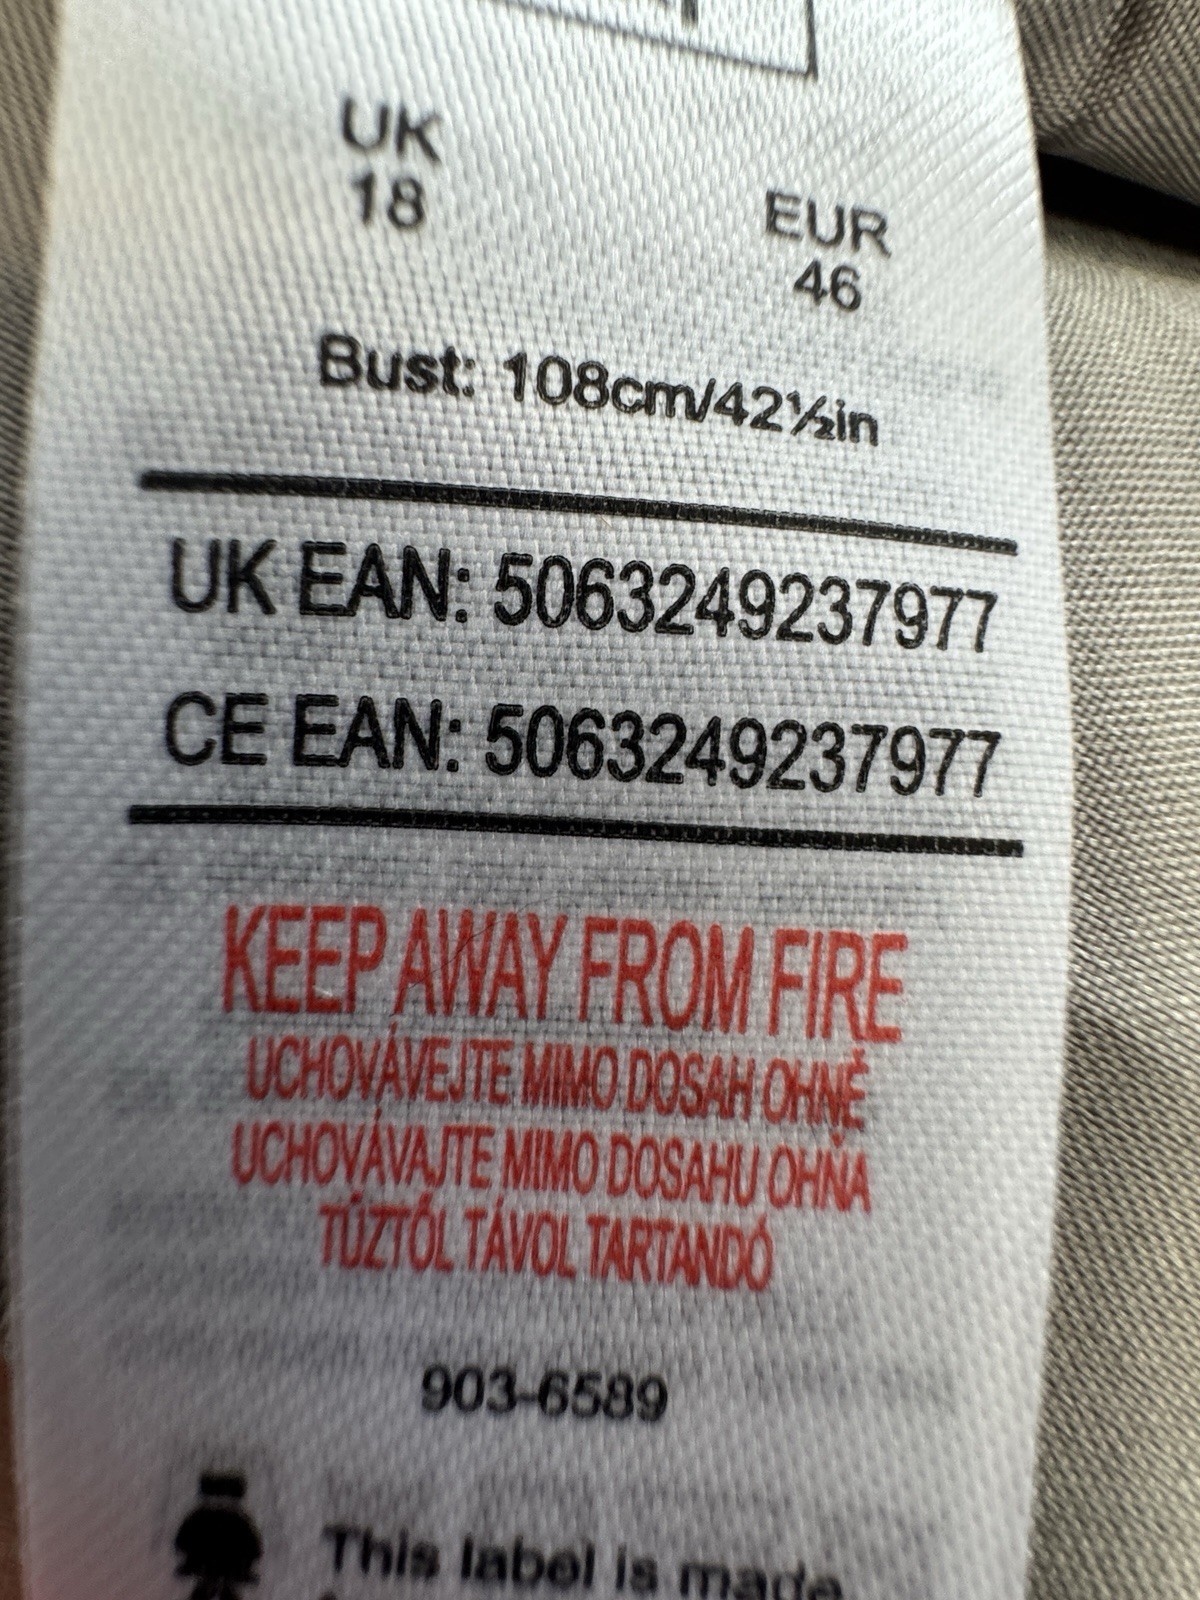 UK
18
EUR
46
Bust: 108cm/42½in
UK EAN: 5063249237977
CE EAN: 5063249237977
KEEP AWAY FROM FIRE
UCHOVÁVEJTE MIMO DOSAH OHNĚ
UCHOVÁVAJTE MIMO DOSAHU OHŇA
TŰZTŐL TÁVOL TARTANDÓ
903-6589
This label is made